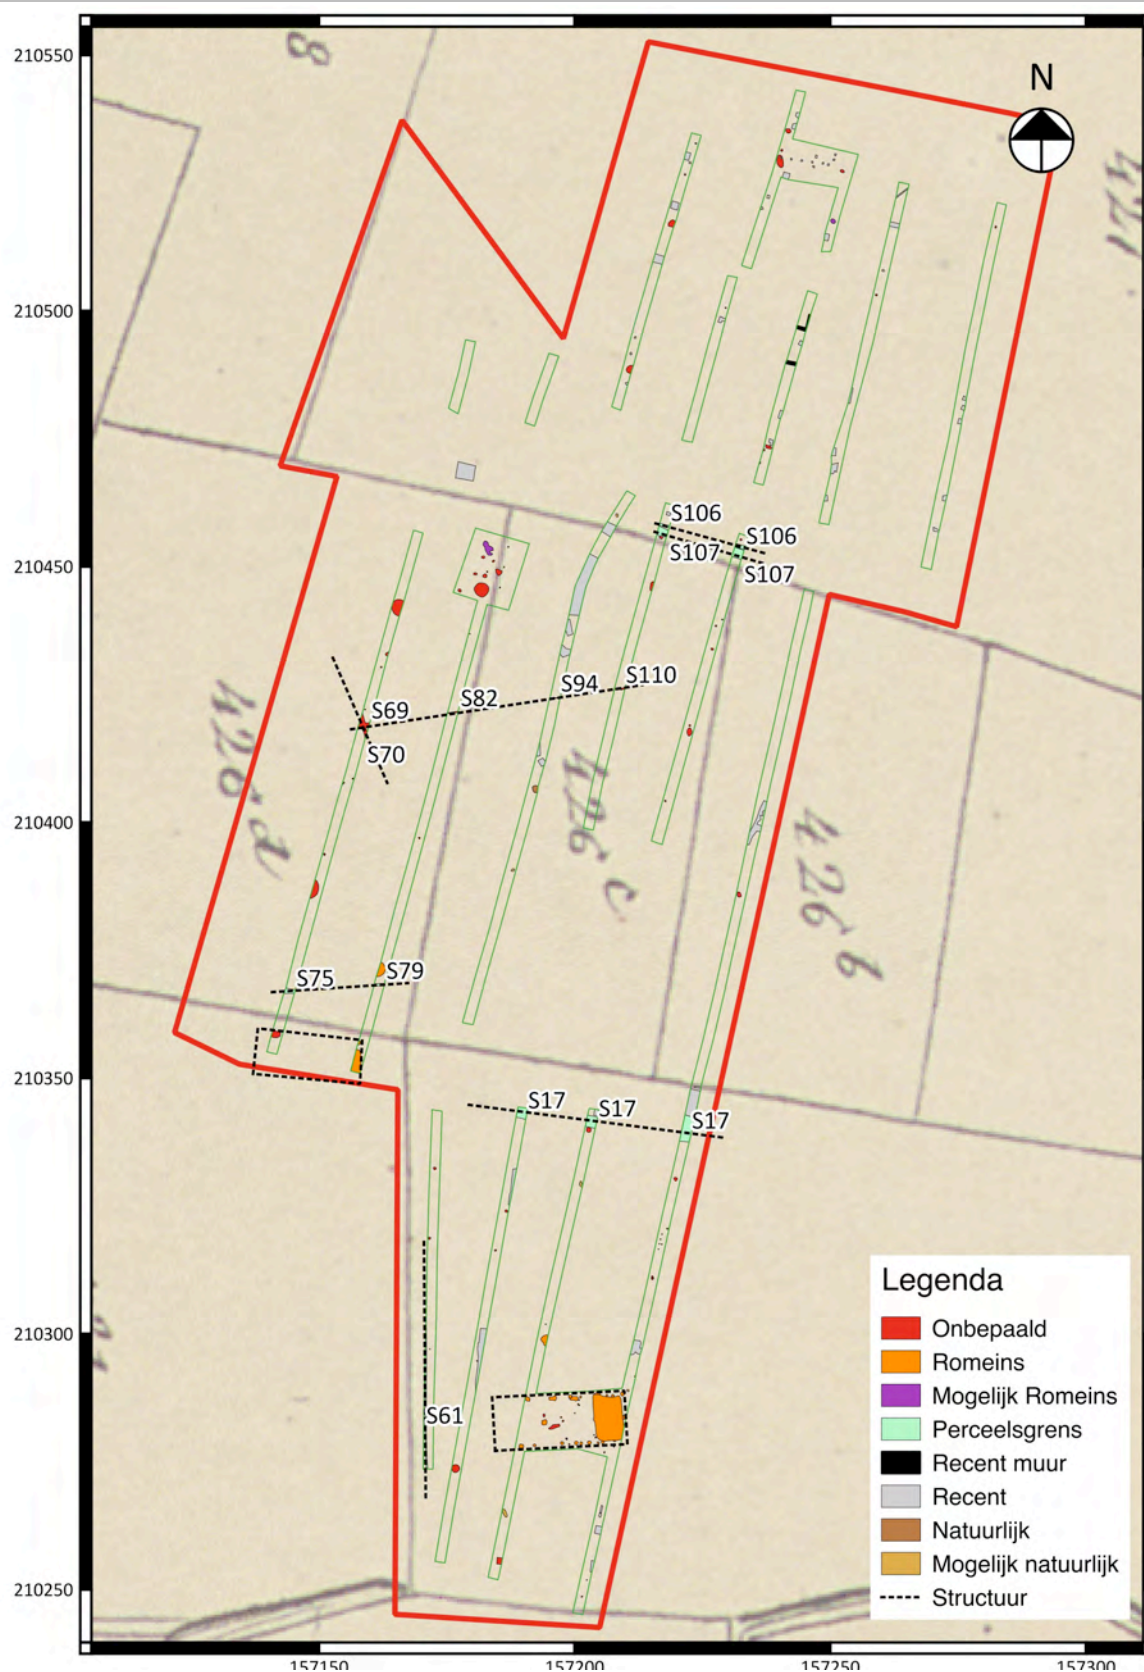 210550
8
N
421
210500
S106
S106
S107
S107
210450
S110
S94
S82
S69
S70
426 d
426 c
426 b
210400
S79
S75
210350
S17
S17
S17
210300
S61
210250
Legenda
Onbepaald
Romeins
Mogelijk Romeins
Perceelsgrens
Recent muur
Recent
Natuurlijk
Mogelijk natuurlijk
Structuur
157150
157200
157250
157300